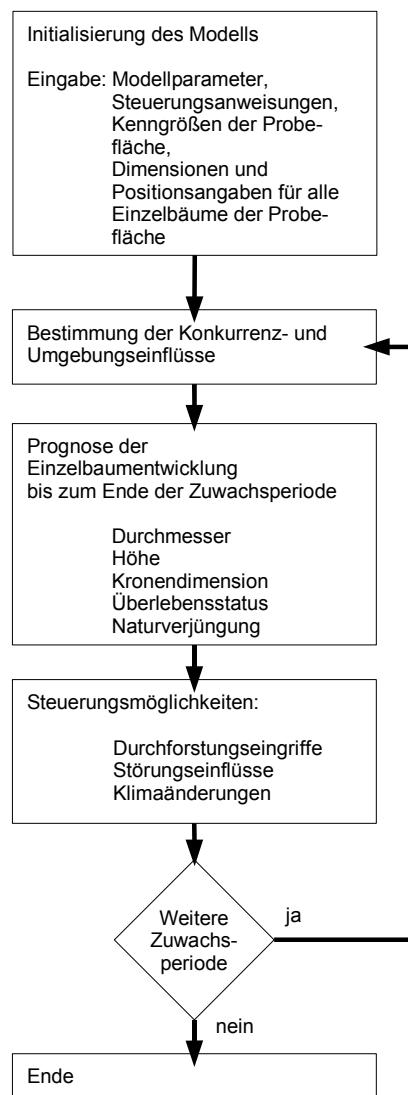 Initialisierung des Modells
Eingabe: Modellparameter,
Steuerungsanweisungen,
Kenngrößen der Probe-
fläche,
Dimensionen und
Positionsangaben für alle
Einzelbäume der Probe-
fläche
Bestimmung der Konkurrenz- und
Umgebungseinflüsse
Prognose der
Einzelbaumentwicklung
bis zum Ende der Zuwachsperiode
Durchmesser
Höhe
Kronendimension
Überlebensstatus
Naturverjüngung
Steuerungsmöglichkeiten:
Durchforstungseingriffe
Störungseinflüsse
Klimaänderungen
Weitere
Zuwachs-
periode
ja
nein
Ende